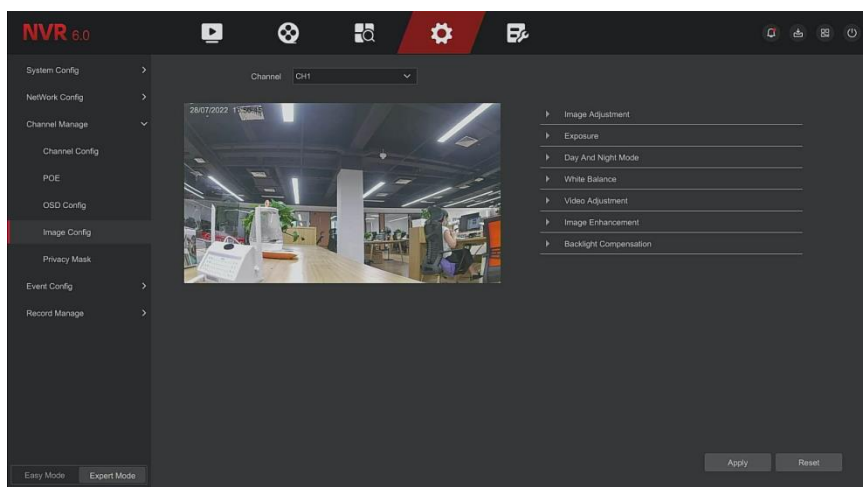 NVR 6.0
System Config
NetWork Config
Channel Manage
Channel Config
POE
OSD Config
Image Config
Privacy Mask
Event Config
Record Manage
Easy Mode
Expert Mode
Channel CH1
28/07/2022
Image Adjustment
Exposure
Day And Night Mode
White Balance
Video Adjustment
Image Enhancement
Backlight Compensation
Apply
Reset